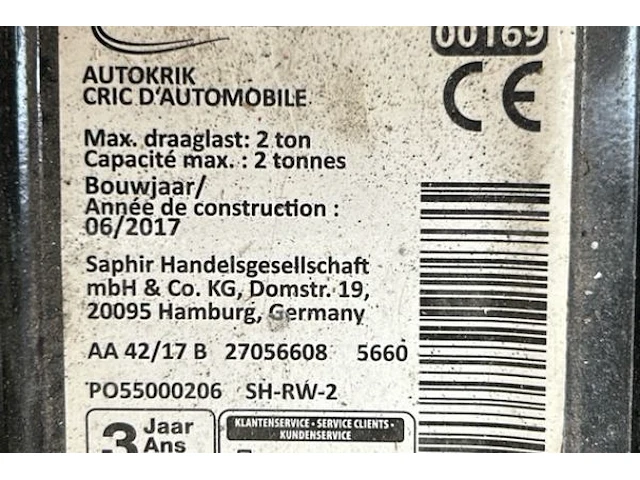 00169
CE
AUTOKRIK
CRIC D'AUTOMOBILE
Max. draaglast: 2 ton
Capacité max. : 2 tonnes
Bouwjaar/
Année de construction :
06/2017
Saphir Handelsgesellschaft
mbH & Co. KG, Domstr. 19,
20095 Hamburg, Germany
AA 42/17 B 27056608 5660
PO55000206 SH-RW-2
3 Jaar
Ans
KLANTENSERVICE • SERVICE CLIENTS •
KUNDENSERVICE